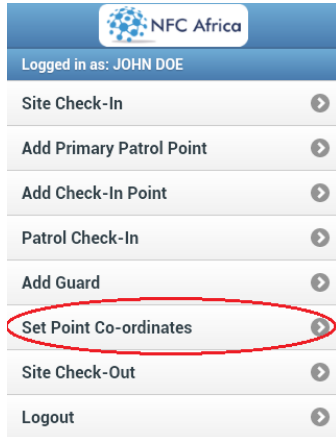 NFC Africa
Logged in as: JOHN DOE
Site Check-In
Add Primary Patrol Point
Add Check-In Point
Patrol Check-In
Add Guard
Set Point Co-ordinates
Site Check-Out
Logout